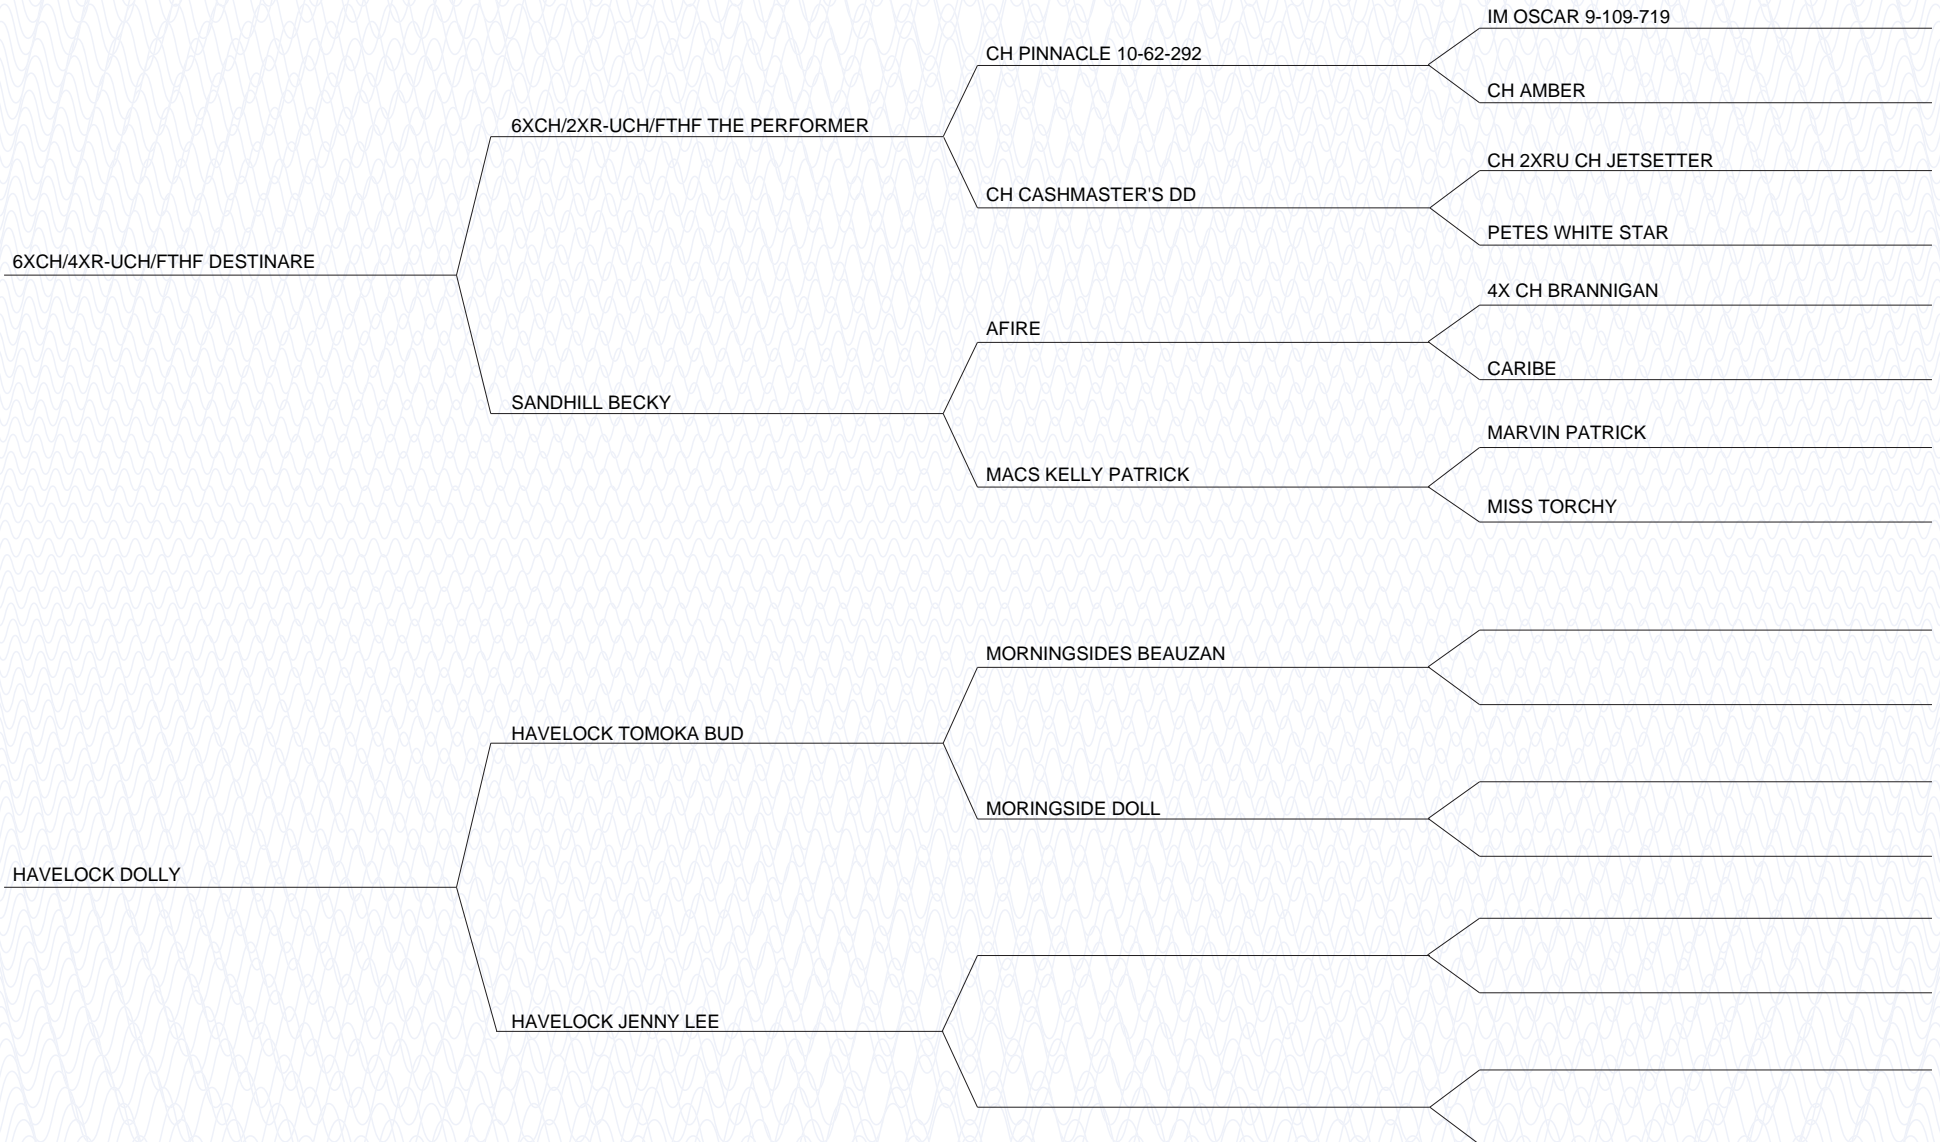 IM OSCAR 9-109-719
CH PINNACLE 10-62-292
CH AMBER
6XCH/2XR-UCH/FTHF THE PERFORMER
CH 2XRU CH JETSETTER
CH CASHMASTER'S DD
PETES WHITE STAR
6XCH/4XR-UCH/FTHF DESTINARE
4X CH BRANNIGAN
AFIRE
CARIBE
SANDHILL BECKY
MARVIN PATRICK
MACS KELLY PATRICK
MISS TORCHY
MORNINGSIDES BEAUZAN
HAVELOCK TOMOKA BUD
MORINGSIDE DOLL
HAVELOCK DOLLY
HAVELOCK JENNY LEE